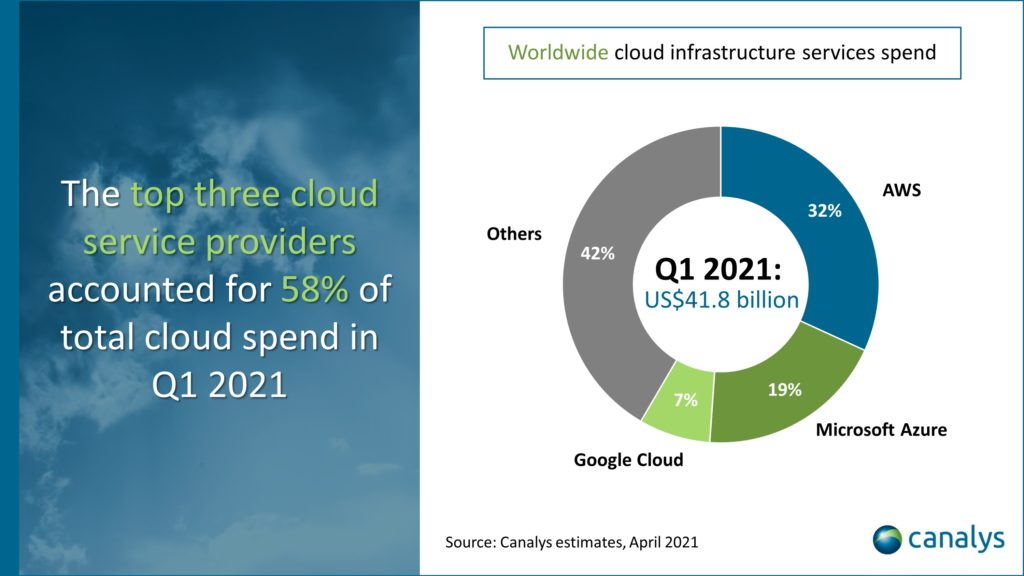 The top three cloud
service providers
accounted for 58% of
total cloud spend in
Q1 2021
Worldwide cloud infrastructure services spend
AWS
32%
Others
42%
Q1 2021:
US$41.8 billion
19%
7%
Microsoft Azure
Google Cloud
Source: Canalys estimates, April 2021
canalys